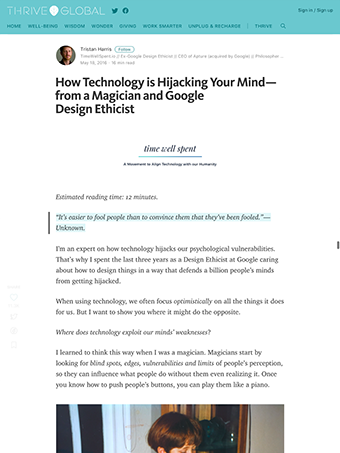 THRIVE GLOBAL
Sign in / Sign up
HOME WELL-BEING WISDOM WONDER GIVING WORK SMARTER UNPLUG & RECHARGE THRIVE
Tristan Harris Follow
TimeWellSpent.io // Ex-Google Design Ethicist // CEO of Apture (acquired by Google) // Philosopher ...
May 18, 2016 · 16 min read
How Technology is Hijacking Your Mind—
from a Magician and Google
Design Ethicist
time well spent
A Movement to Align Technology with our Humanity
Estimated reading time: 12 minutes.
“It’s easier to fool people than to convince them that they’ve been fooled.”—
Unknown.
I’m an expert on how technology hijacks our psychological vulnerabilities.
That’s why I spent the last three years as a Design Ethicist at Google caring
about how to design things in a way that defends a billion people’s minds
from getting hijacked.
When using technology, we often focus optimistically on all the things it does
for us. But I want to show you where it might do the opposite.
Where does technology exploit our minds’ weaknesses?
I learned to think this way when I was a magician. Magicians start by
looking for blind spots, edges, vulnerabilities and limits of people’s perception,
so they can influence what people do without them even realizing it. Once
you know how to push people’s buttons, you can play them like a piano.